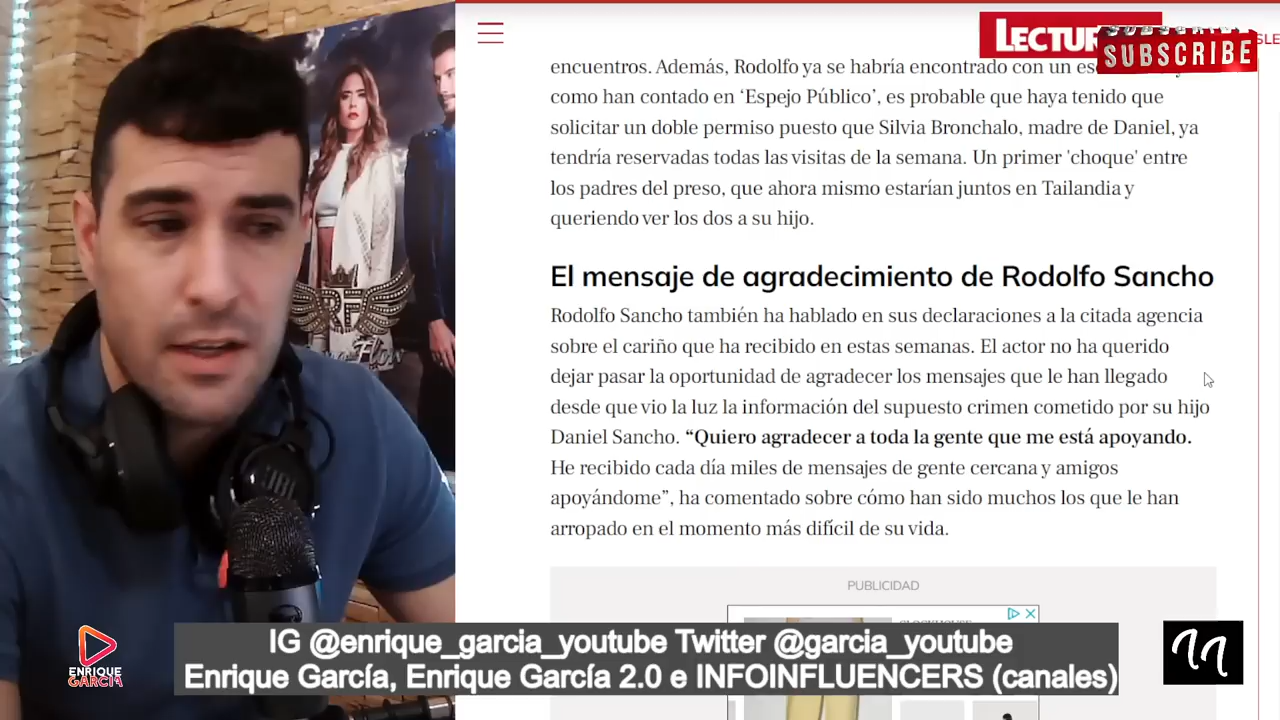 LECTUR
SUBSCRIBE
SLE
encuentros. Además, Rodolfo ya se habría encontrado con un
como han contado en ‘Espejo Público’, es probable que haya tenido que
solicitar un doble permiso puesto que Silvia Bronchalo, madre de Daniel, ya
tendría reservadas todas las visitas de la semana. Un primer 'choque' entre
los padres del preso, que ahora mismo estarían juntos en Tailandia y
queriendo ver los dos a su hijo.
El mensaje de agradecimiento de Rodolfo Sancho
Rodolfo Sancho también ha hablado en sus declaraciones a la citada agencia
sobre el cariño que ha recibido en estas semanas. El actor no ha querido
dejar pasar la oportunidad de agradecer los mensajes que le han llegado
desde que vio la luz la información del supuesto crimen cometido por su hijo
Daniel Sancho. “Quiero agradecer a toda la gente que me está apoyando.
He recibido cada día miles de mensajes de gente cercana y amigos
apoyándome”, ha comentado sobre cómo han sido muchos los que le han
arropado en el momento más difícil de su vida.
PUBLICIDAD
RF
Flow
JBL
IG @enrique_garcia_youtube Twitter @garcia_youtube
Enrique García, Enrique García 2.0 e INFOINFLUENCERS (canales)
ENRIQUE
GARCÍA